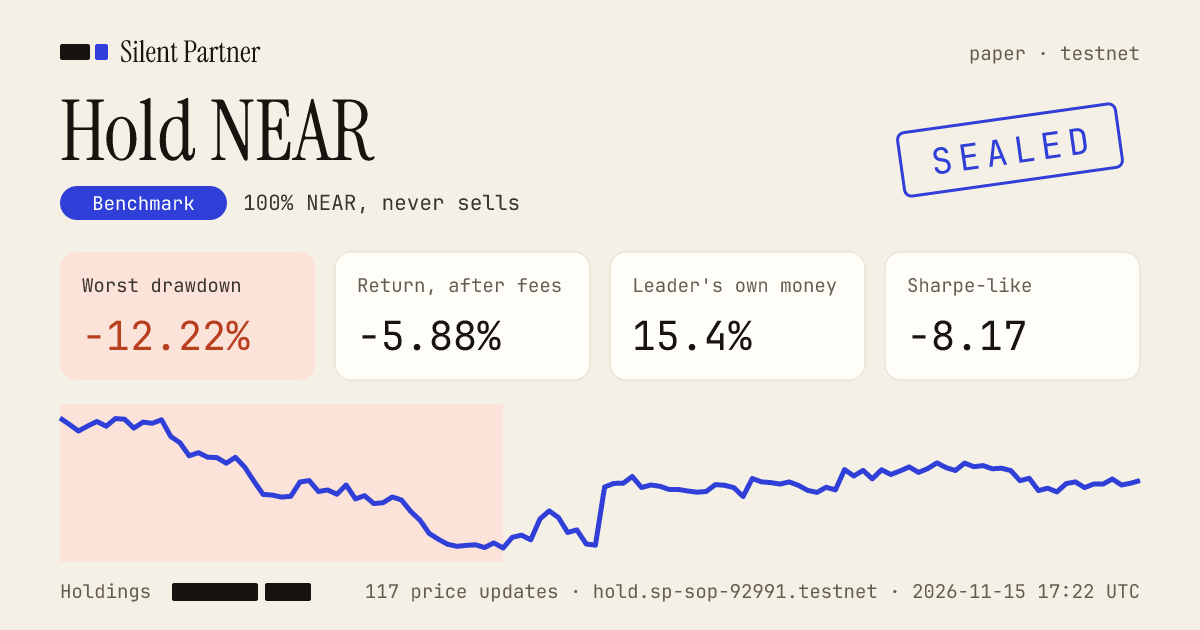 Silent Partner
paper · testnet
Hold NEAR
SEALED
Benchmark
100% NEAR, never sells
Worst drawdown
-12.22%
Return, after fees
-5.88%
Leader's own money
15.4%
Sharpe-like
-8.17
Holdings
117 price updates · hold.sp-sop-92991.testnet · 2026-11-15 17:22 UTC